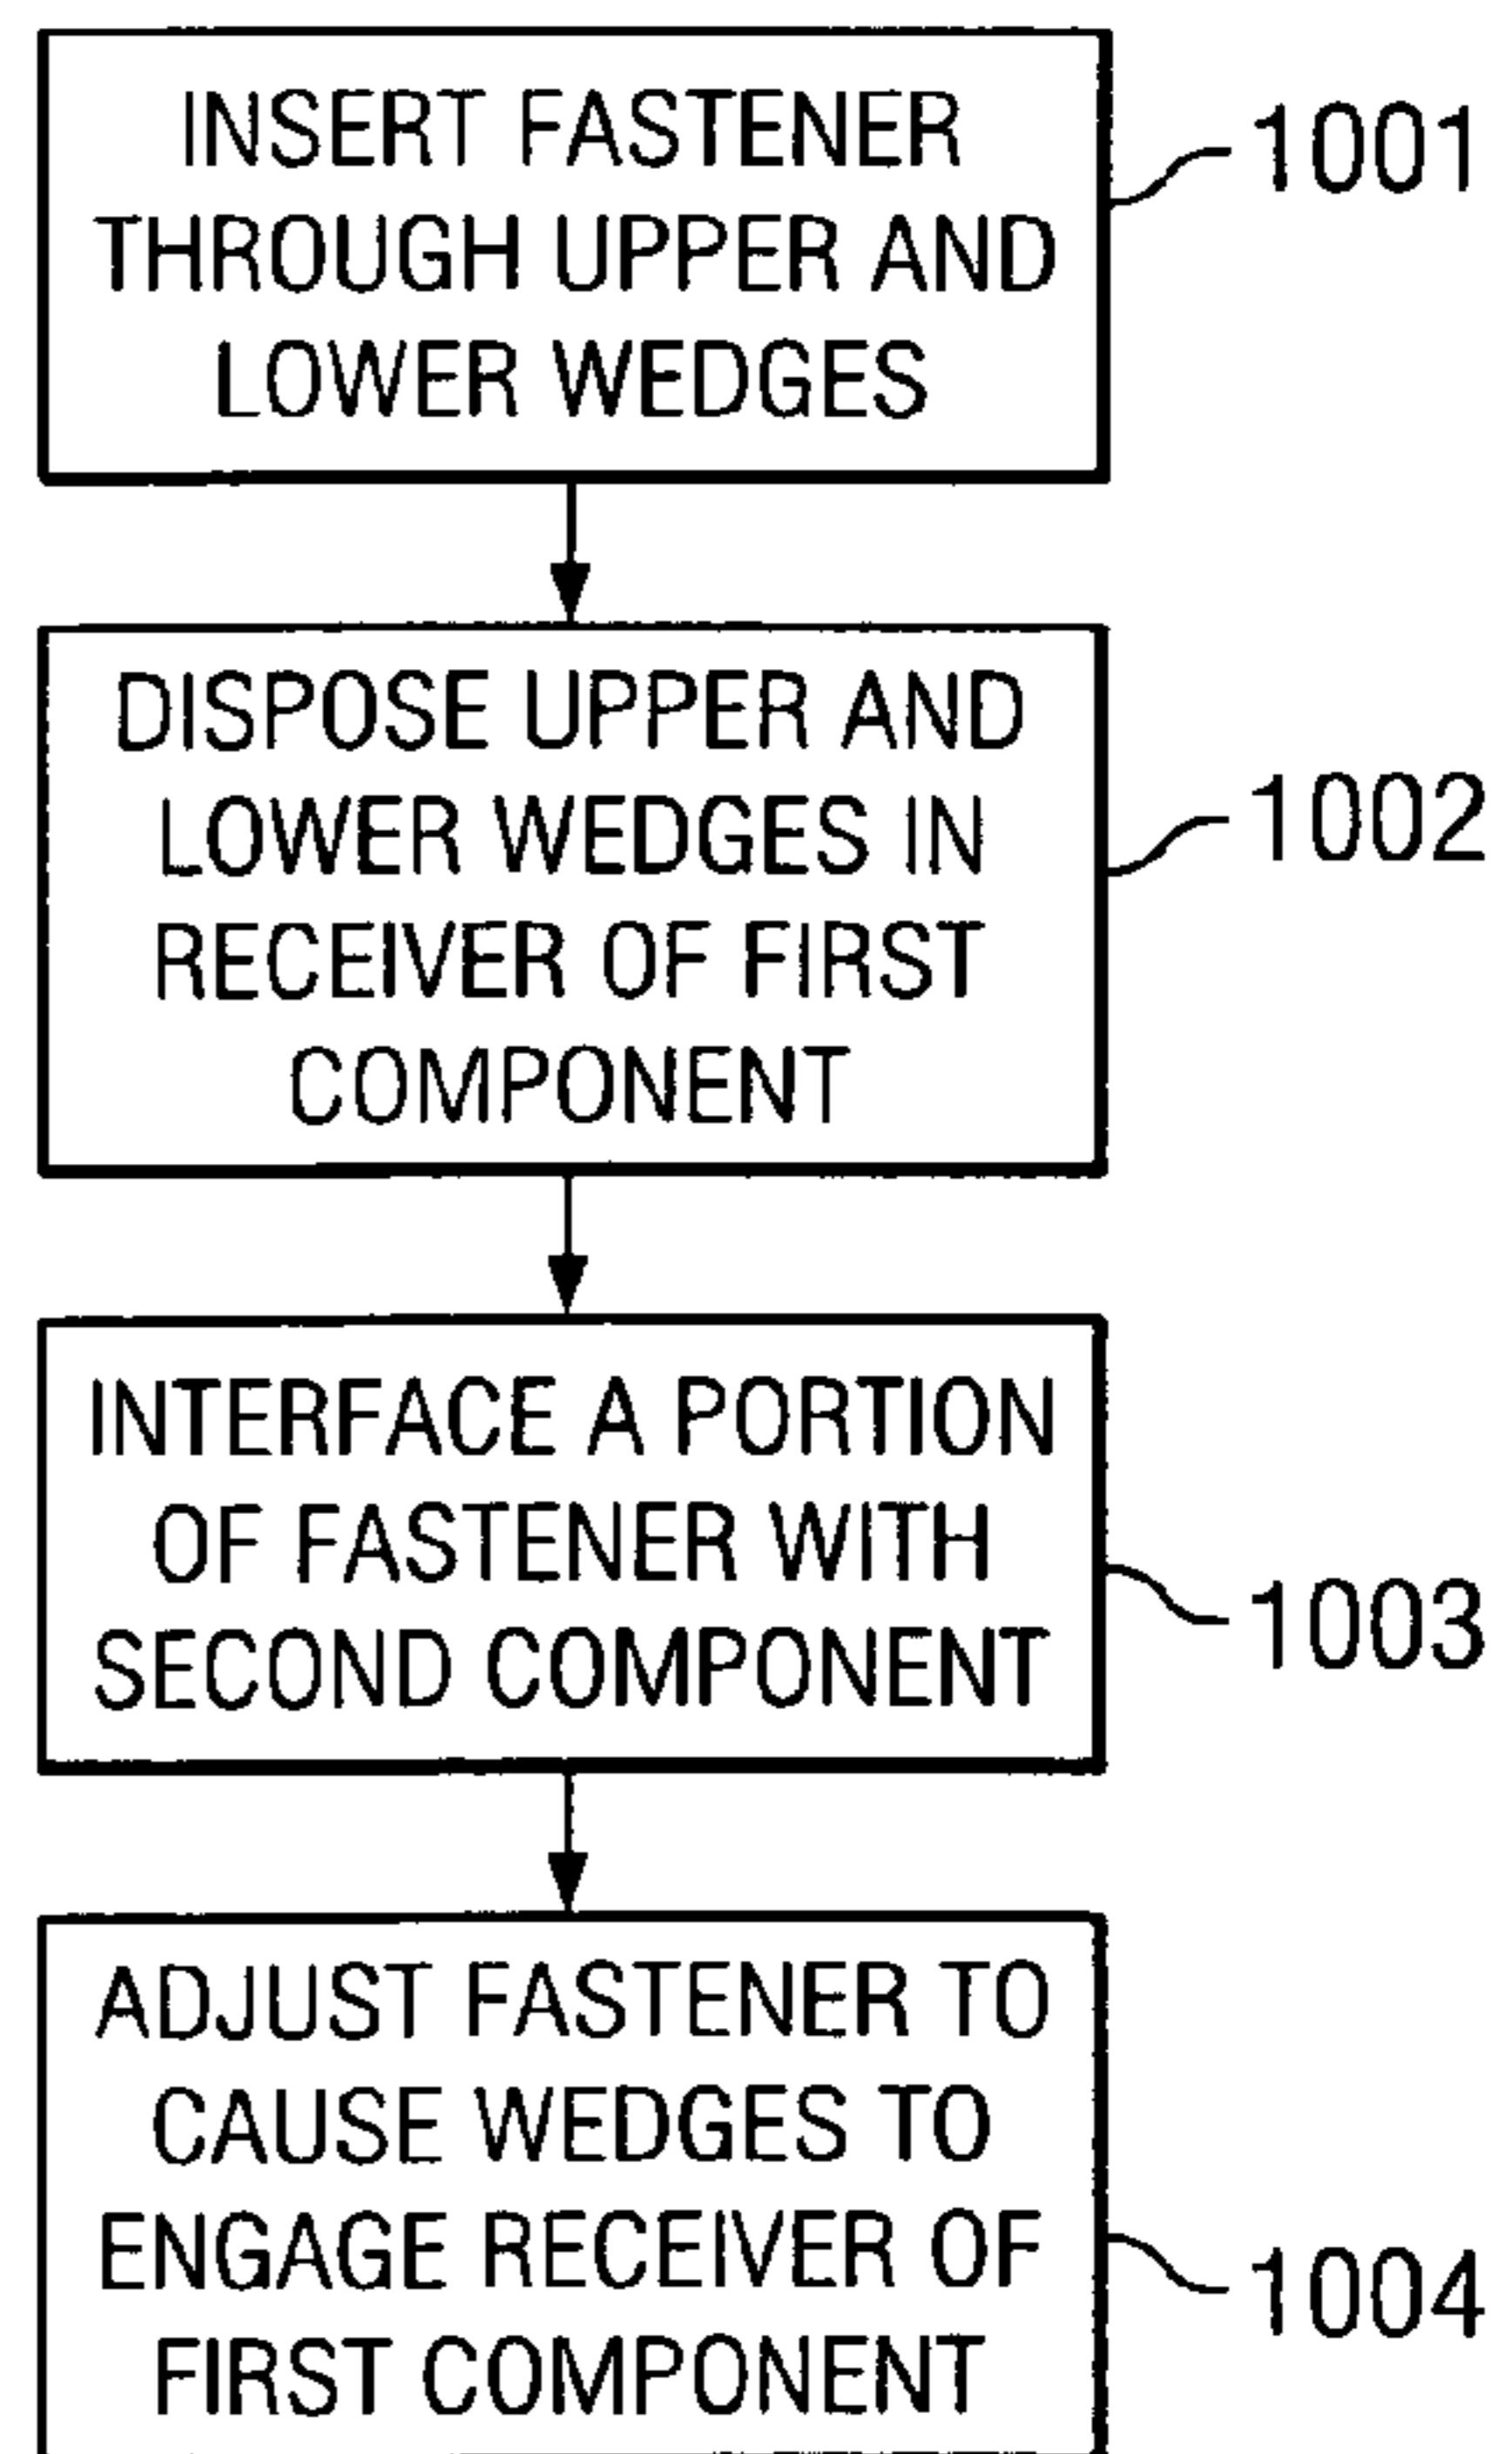 INSERT FASTENER
THROUGH UPPER AND
LOWER WEDGES
1001
DISPOSE UPPER AND
LOWER WEDGES IN
RECEIVER OF FIRST
COMPONENT
1002
INTERFACE A PORTION
OF FASTENER WITH
SECOND COMPONENT
1003
ADJUST FASTENER TO
CAUSE WEDGES TO
ENGAGE RECEIVER OF
FIRST COMPONENT
1004